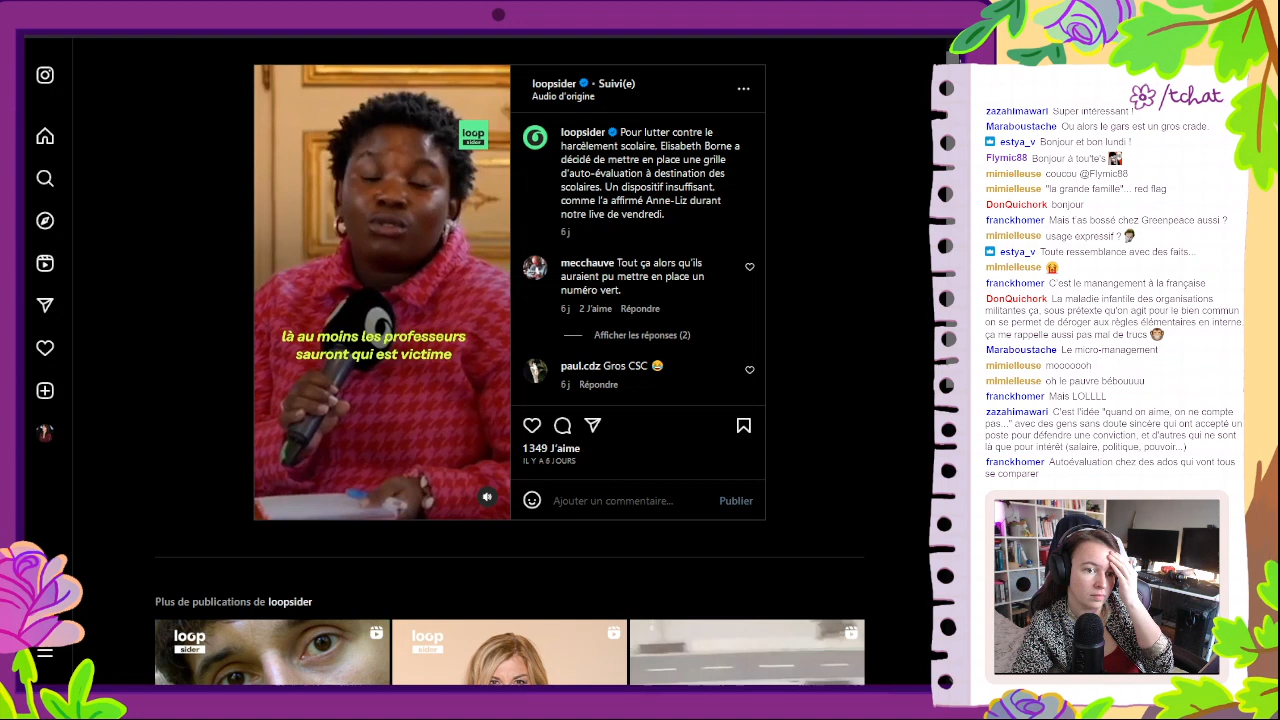 loopsider • Suivi(e)
Audio d'origine
loop
sider
loopsider Pour lutter contre le
harcèlement scolaire, Elisabeth Borne a
décidé de mettre en place une grille
d'auto-évaluation à destination des
scolaires. Un dispositif insuffisant,
comme l'a affirmé Anne-Liz durant
notre live de vendredi.
6 j
mecchauve Tout ça alors qu'ils
auraient pu mettre en place un
numéro vert.
6 j 2 J'aime Répondre
Afficher les réponses (2)
paul.cdz Gros CSC 😂
6 j Répondre
là au moins les professeurs
sauront qui est victime
1349 J'aime
IL Y A 6 JOURS
Ajouter un commentaire... Publier
Plus de publications de loopsider
loop
sider
loop
sider
/tchat
zazahimawari Super intéressant !
Maraboustache Ou alors le gars est un gros crade.
estya_v Bonjour et bon lundi !
Flymic88 Bonjour à tou'te's
mimielleuse coucou @Flymic88
mimielleuse "la grande famille"... red flag
DonQuichork bonjour
franckhomer Mais t'as bossé chez Greenpeace aussi ?
mimielleuse usage expressif ?
estya_v Toute ressemblance avec des faits...
mimielleuse
franckhomer C'est le manangement à la française
DonQuichork La maladie infantile des organisations
militantes ça, sous prétexte qu'on agit pour le bien commun
on se permet de déroger aux règles élémentaires en interne,
ça me rappelle aussi pas mal de trucs
Maraboustache Le micro-management
mimielleuse moooooh
mimielleuse oh le pauvre bébouuuu
franckhomer Mais LOLLLL
zazahimawari C'est l'idée "quand on aime, on ne compte
pas..." avec des gens sans doute sincère qui ont accepté un
poste pour défendre une conviction, et d'autres qui ne sont
là que pour intérêt (salaire, politique, pouvoir...)
franckhomer Autoévaluation chez des ados qui vont tous
se comparer